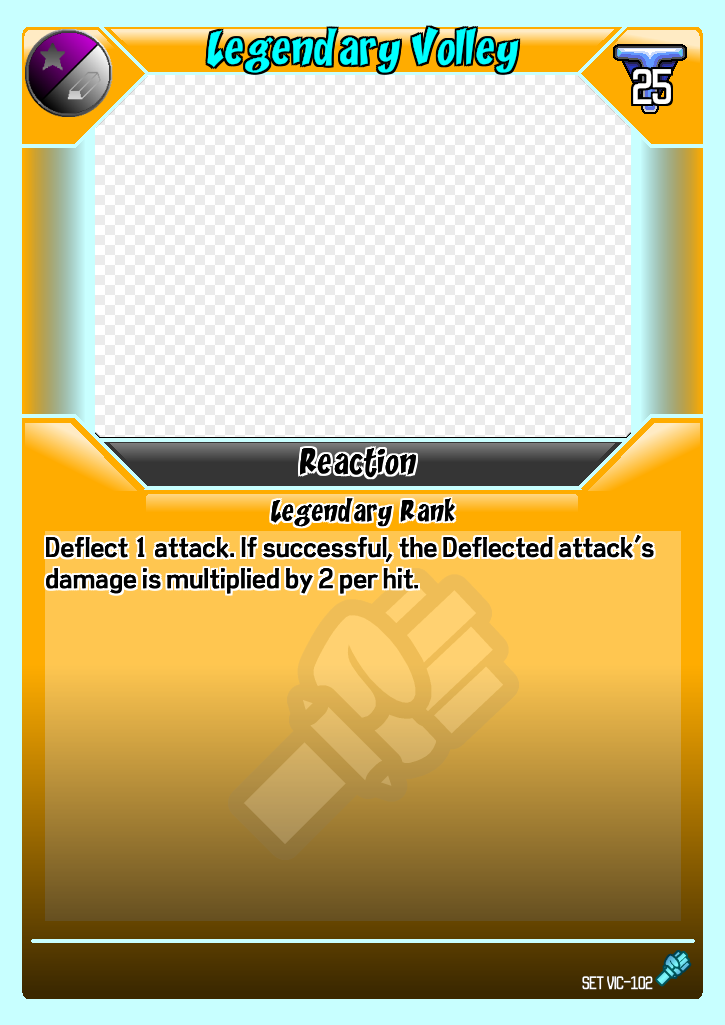 Legendary Volley
25
Reaction
Legendary Rank
Deflect 1 attack. If successful, the Deflected attack's
damage is multiplied by 2 per hit.
SET VIC-102